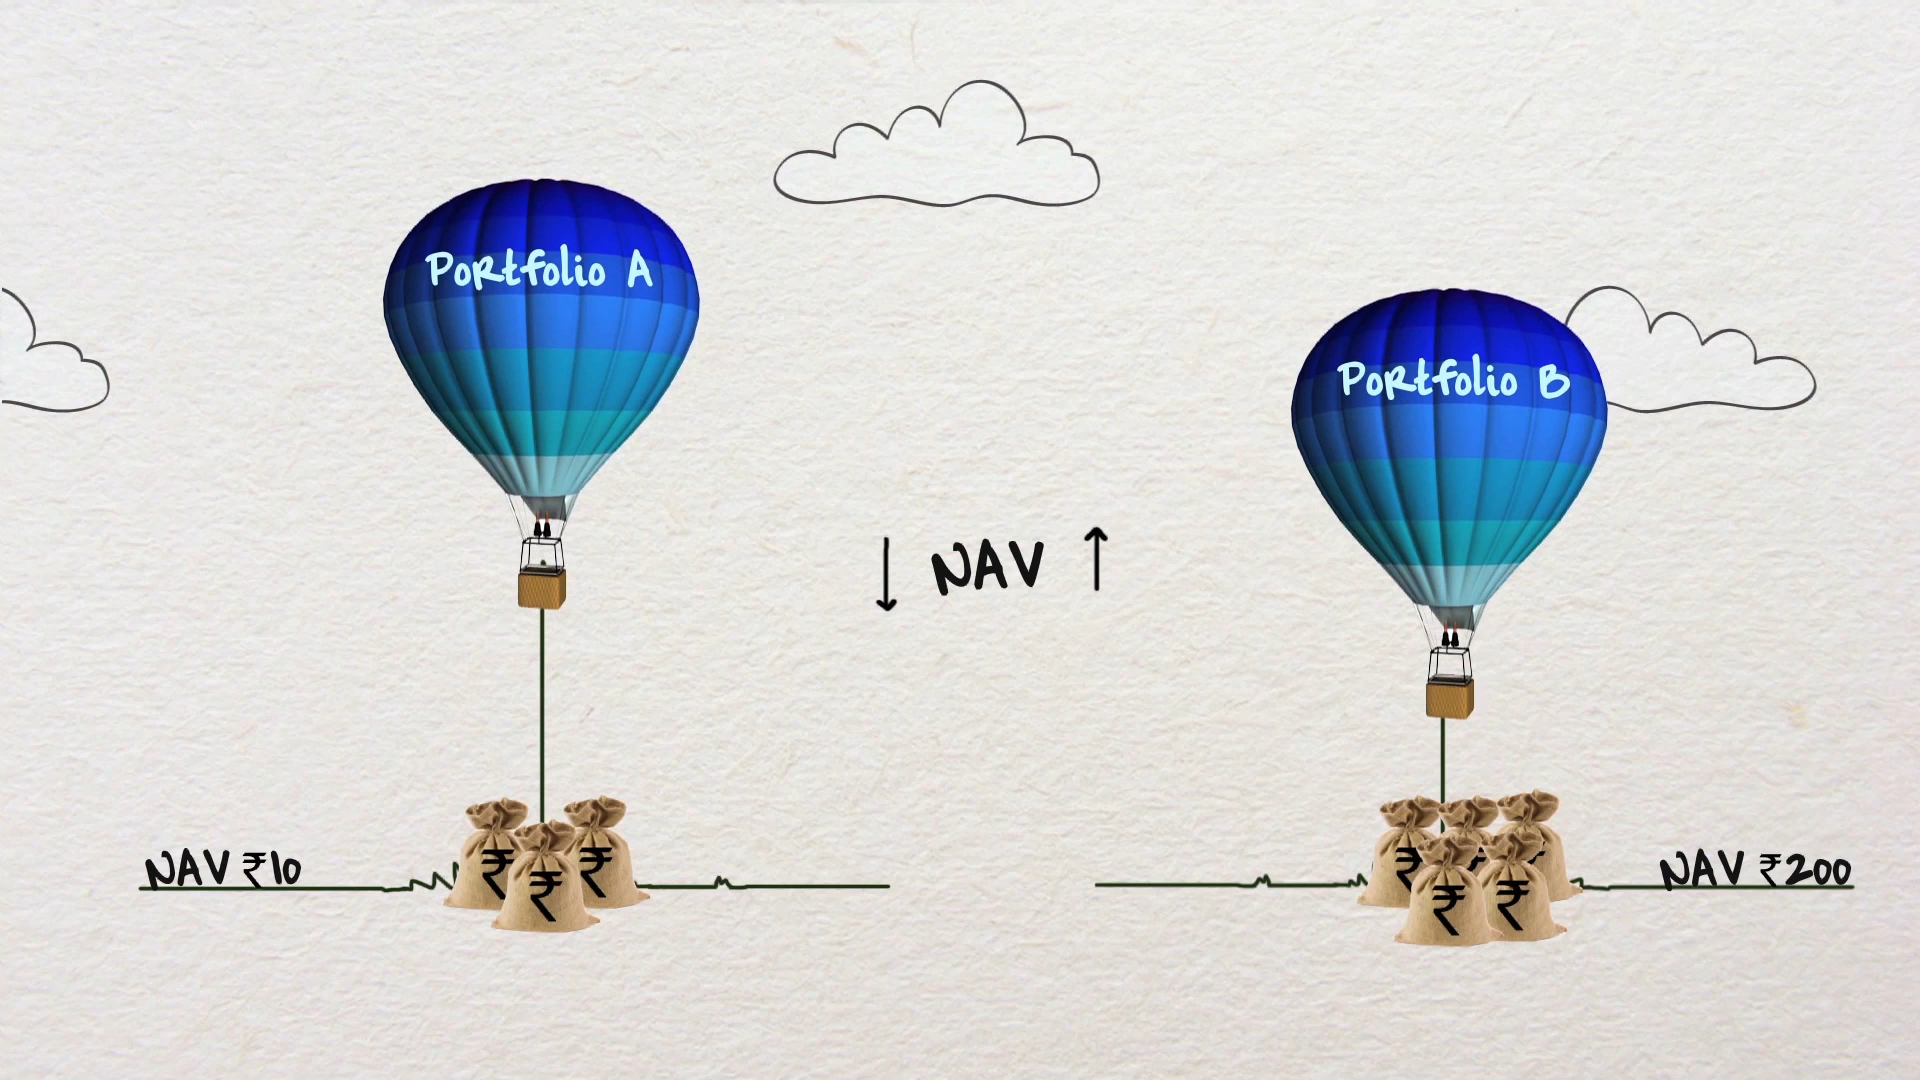 Portfolio A
Portfolio B
↓ NAV ↑
NAV ₹10
₹
₹
₹
₹
₹
₹
NAV ₹200